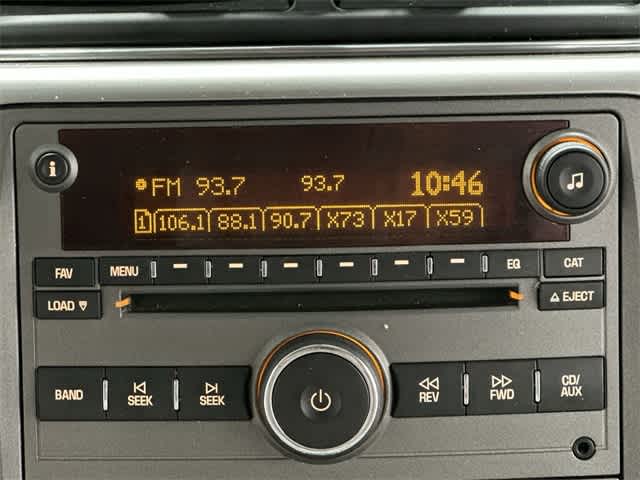 FM 93.7 93.7 10:46
1 106.1 88.1 90.7 X73 X17 X59
FAV MENU EQ CAT
LOAD EJECT
BAND SEEK SEEK REV FWD CD/AUX